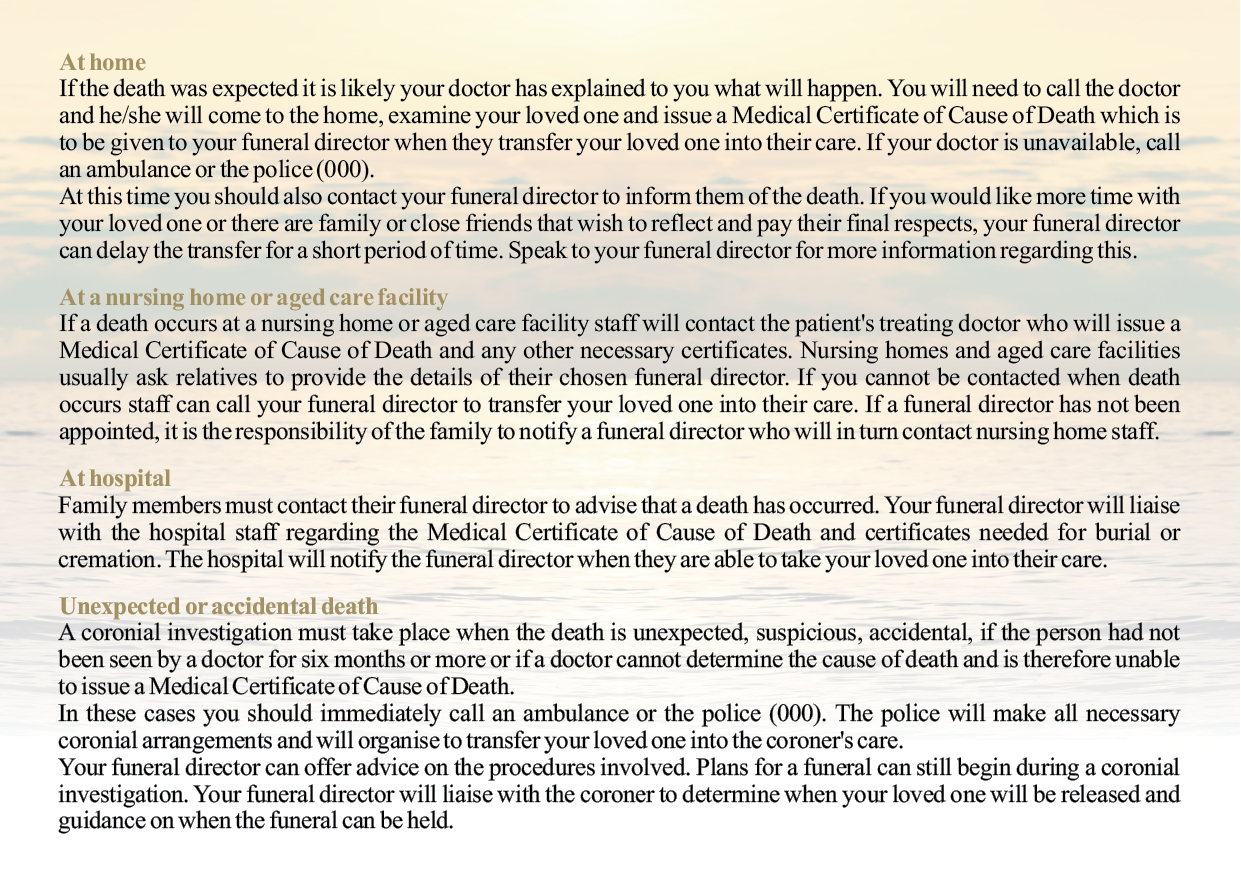 At home
If the death was expected it is likely your doctor has explained to you what will happen. You will need to call the doctor
and he/she will come to the home, examine your loved one and issue a Medical Certificate of Cause of Death which is
to be given to your funeral director when they transfer your loved one into their care. If your doctor is unavailable, call
an ambulance or the police (000).
At this time you should also contact your funeral director to inform them of the death. If you would like more time with
your loved one or there are family or close friends that wish to reflect and pay their final respects, your funeral director
can delay the transfer for a short period of time. Speak to your funeral director for more information regarding this.
At a nursing home or aged care facility
If a death occurs at a nursing home or aged care facility staff will contact the patient's treating doctor who will issue a
Medical Certificate of Cause of Death and any other necessary certificates. Nursing homes and aged care facilities
usually ask relatives to provide the details of their chosen funeral director. If you cannot be contacted when death
occurs staff can call your funeral director to transfer your loved one into their care. If a funeral director has not been
appointed, it is the responsibility of the family to notify a funeral director who will in turn contact nursing home staff.
At hospital
Family members must contact their funeral director to advise that a death has occurred. Your funeral director will liaise
with the hospital staff regarding the Medical Certificate of Cause of Death and certificates needed for burial or
cremation. The hospital will notify the funeral director when they are able to take your loved one into their care.
Unexpected or accidental death
A coronial investigation must take place when the death is unexpected, suspicious, accidental, if the person had not
been seen by a doctor for six months or more or if a doctor cannot determine the cause of death and is therefore unable
to issue a Medical Certificate of Cause of Death.
In these cases you should immediately call an ambulance or the police (000). The police will make all necessary
coronial arrangements and will organise to transfer your loved one into the coroner's care.
Your funeral director can offer advice on the procedures involved. Plans for a funeral can still begin during a coronial
investigation. Your funeral director will liaise with the coroner to determine when your loved one will be released and
guidance on when the funeral can be held.